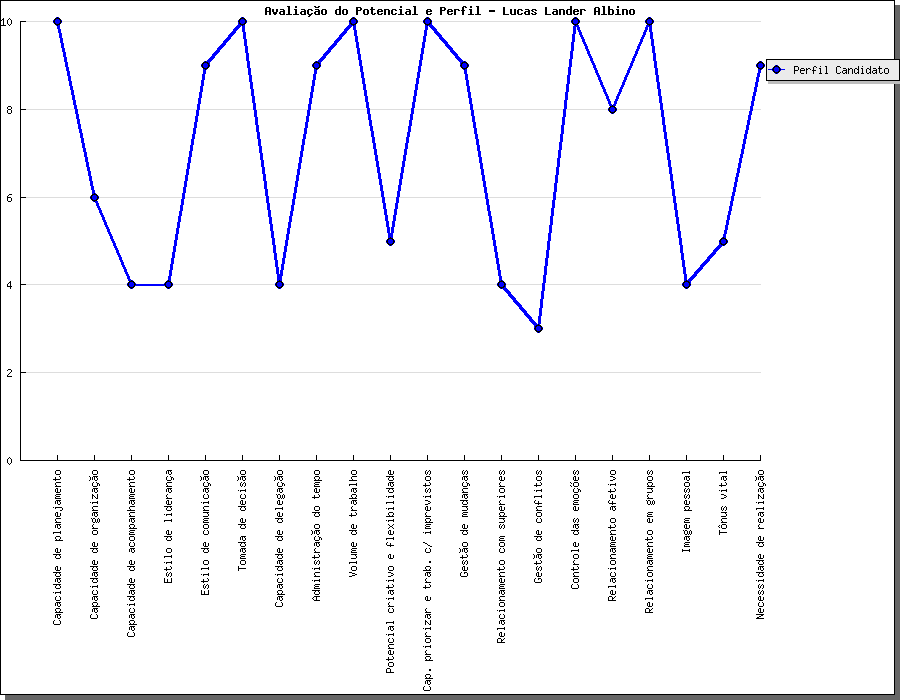 Avaliação do Potencial e Perfil - Lucas Lander Albino
10
8
6
4
2
0
Perfil Candidato
Capacidade de planejamento
Capacidade de organização
Capacidade de acompanhamento
Estilo de liderança
Estilo de comunicação
Tomada de decisão
Capacidade de delegação
Administração do tempo
Volume de trabalho
Potencial criativo e flexibilidade
Cap. priorizar e trab. c/ imprevistos
Gestão de mudanças
Relacionamento com superiores
Gestão de conflitos
Controle das emoções
Relacionamento afetivo
Relacionamento em grupos
Imagem pessoal
Tônus vital
Necessidade de realização